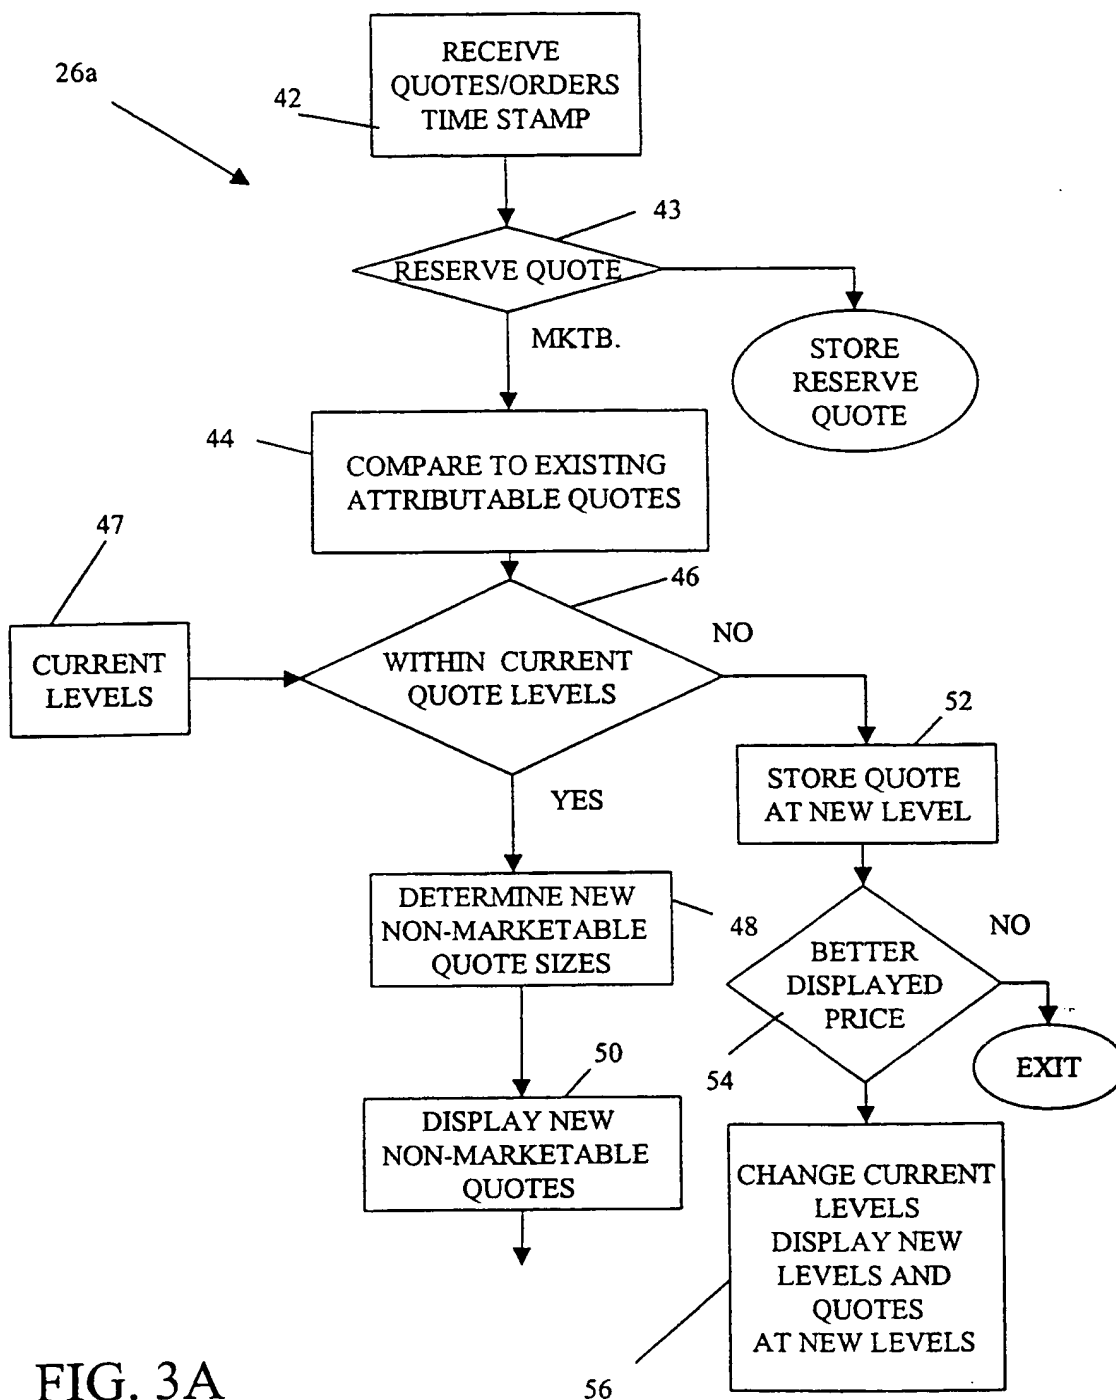 RECEIVE
QUOTES/ORDERS
TIME STAMP
26a
42
43
RESERVE QUOTE
MKTB.
STORE
RESERVE
QUOTE
44
COMPARE TO EXISTING
ATTRIBUTABLE QUOTES
47
46
CURRENT
LEVELS
WITHIN CURRENT
QUOTE LEVELS
NO
52
YES
STORE QUOTE
AT NEW LEVEL
DETERMINE NEW
NON-MARKETABLE
QUOTE SIZES
48
BETTER
DISPLAYED
PRICE
NO
54
EXIT
50
DISPLAY NEW
NON-MARKETABLE
QUOTES
CHANGE CURRENT
LEVELS
DISPLAY NEW
LEVELS AND
QUOTES
AT NEW LEVELS
56
FIG. 3A